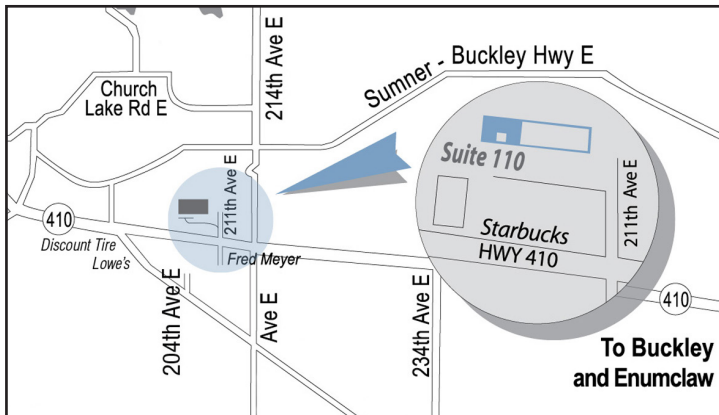 Sumner - Buckley Hwy E
Church
Lake Rd E
214th Ave E
Suite 110
211th Ave E
211th Ave E
410
Discount Tire
Lowe's
Fred Meyer
Starbucks
HWY 410
204th Ave E
Ave E
234th Ave E
410
To Buckley
and Enumclaw